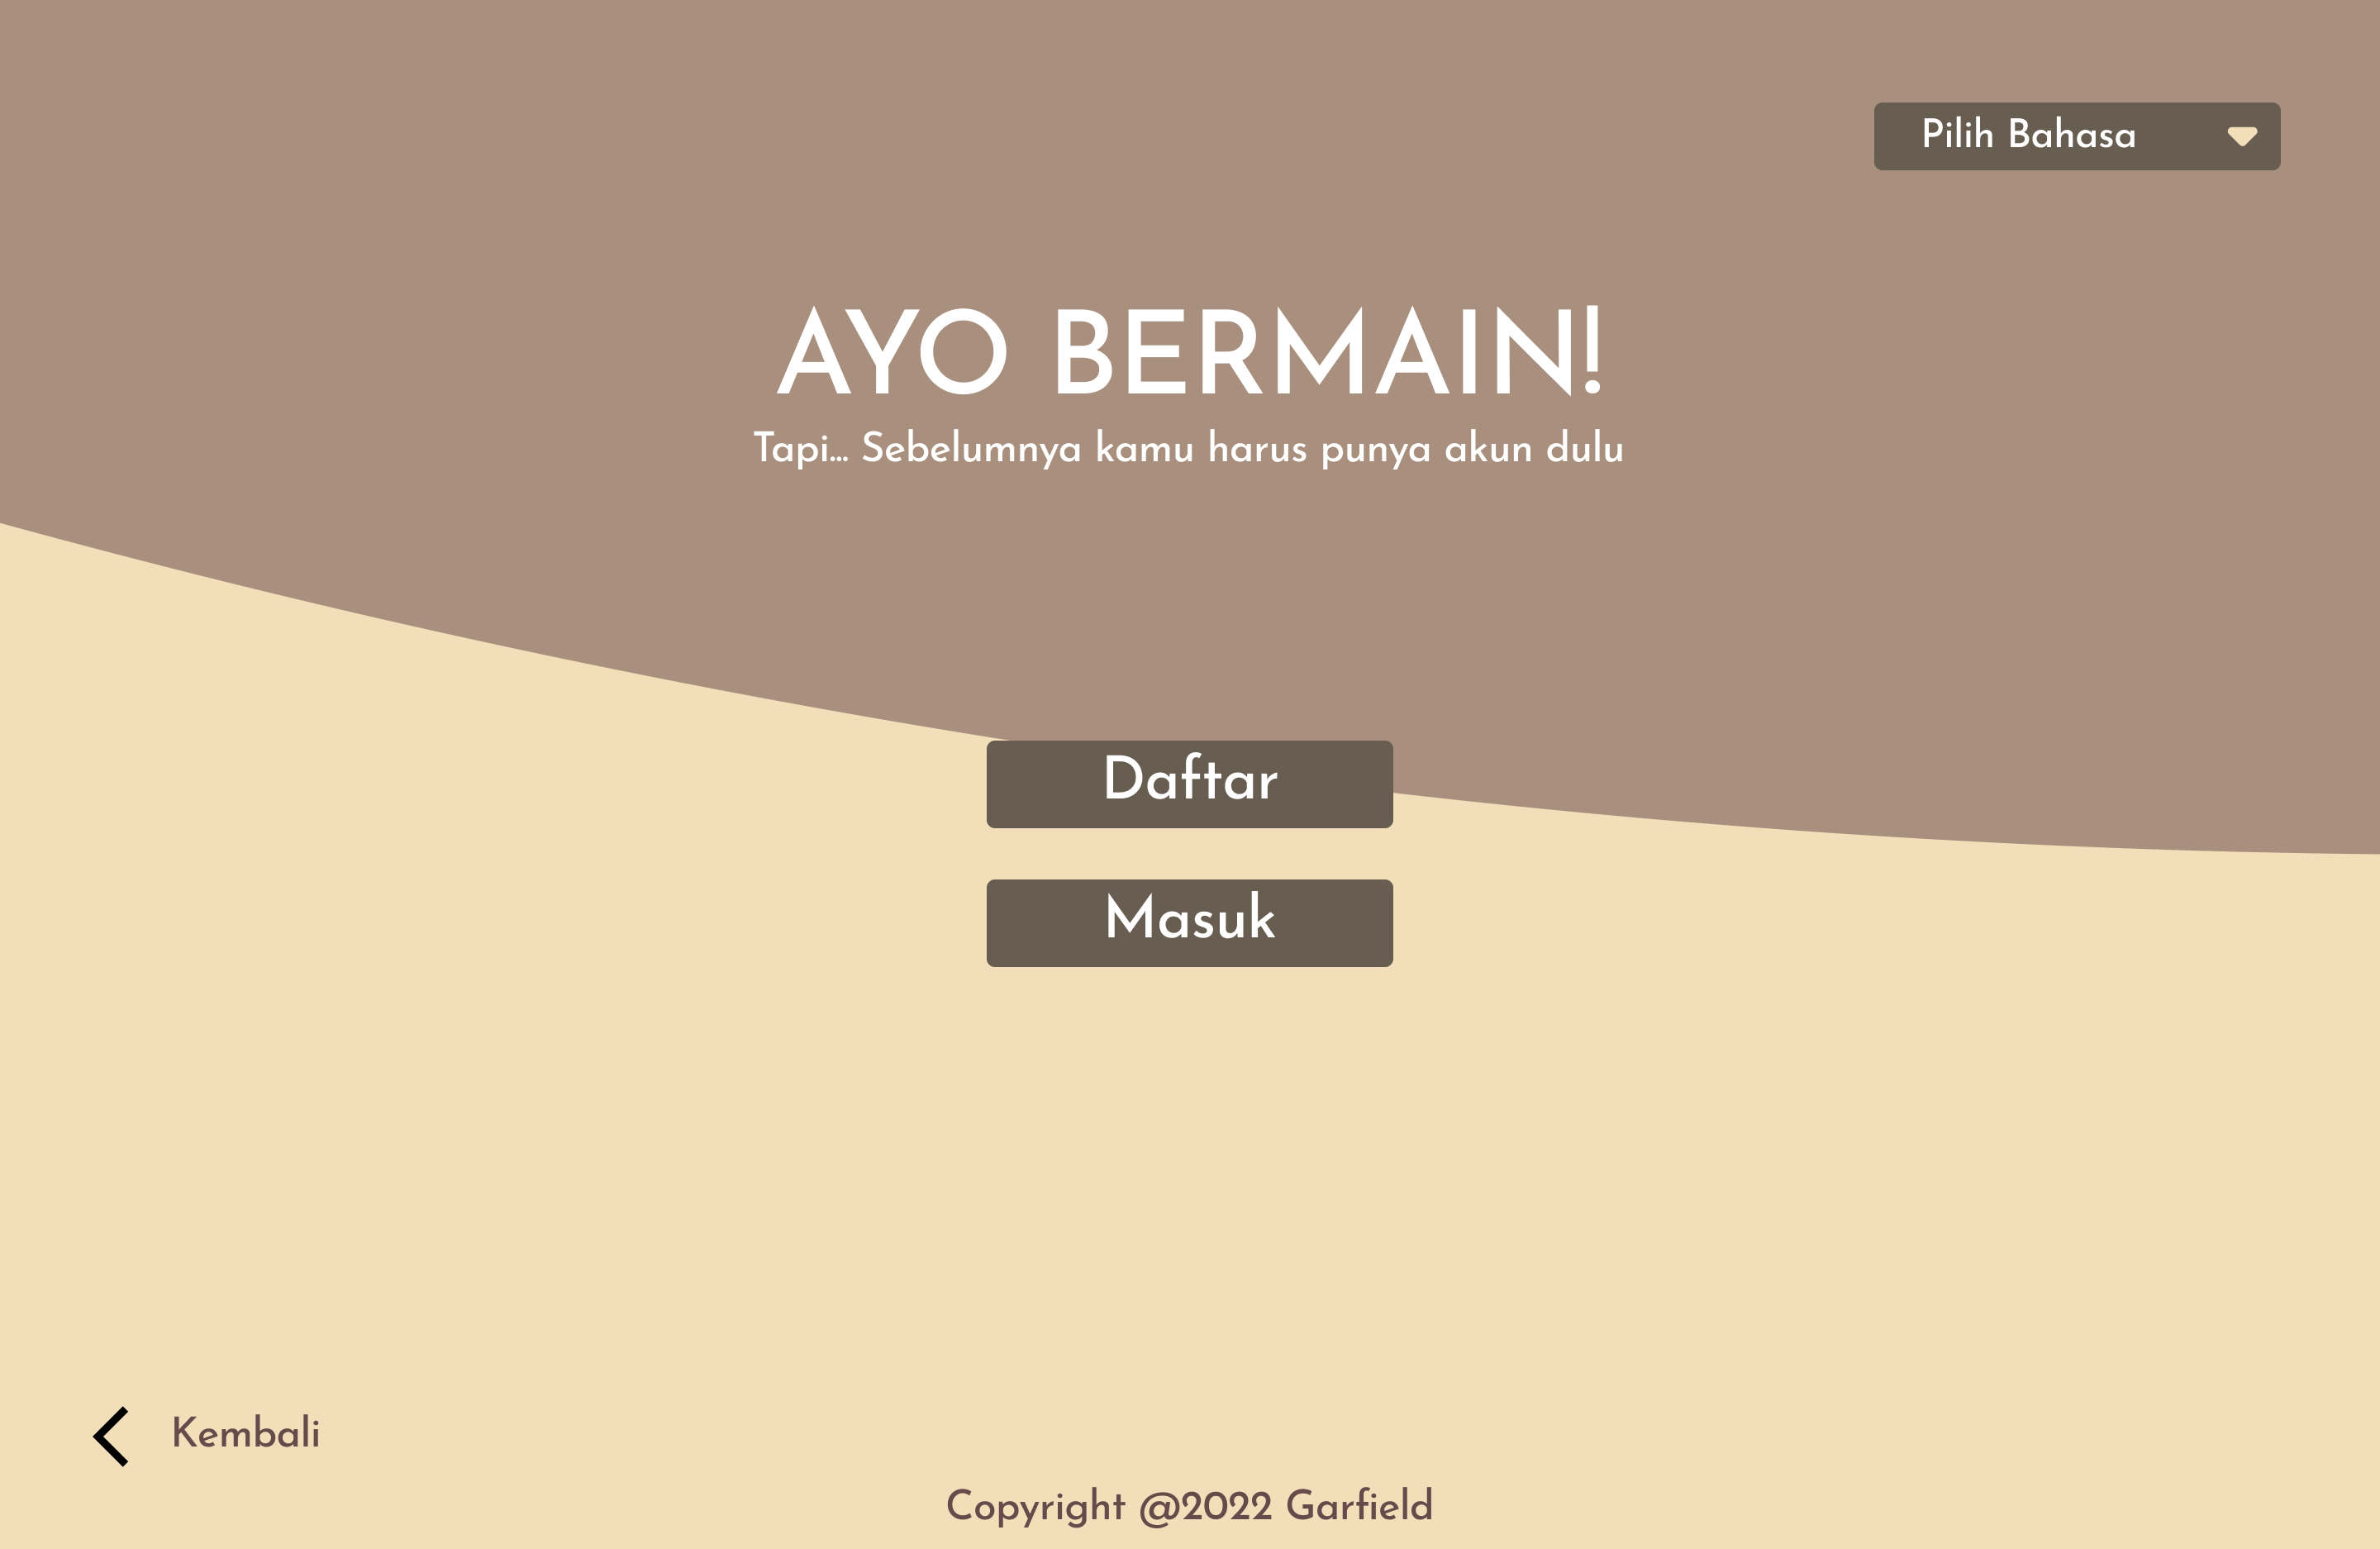 Pilih Bahasa
AYO BERMAIN!
Tapi... Sebelumnya kamu harus punya akun dulu
Daftar
Masuk
Kembali
Copyright @2022 Garfield